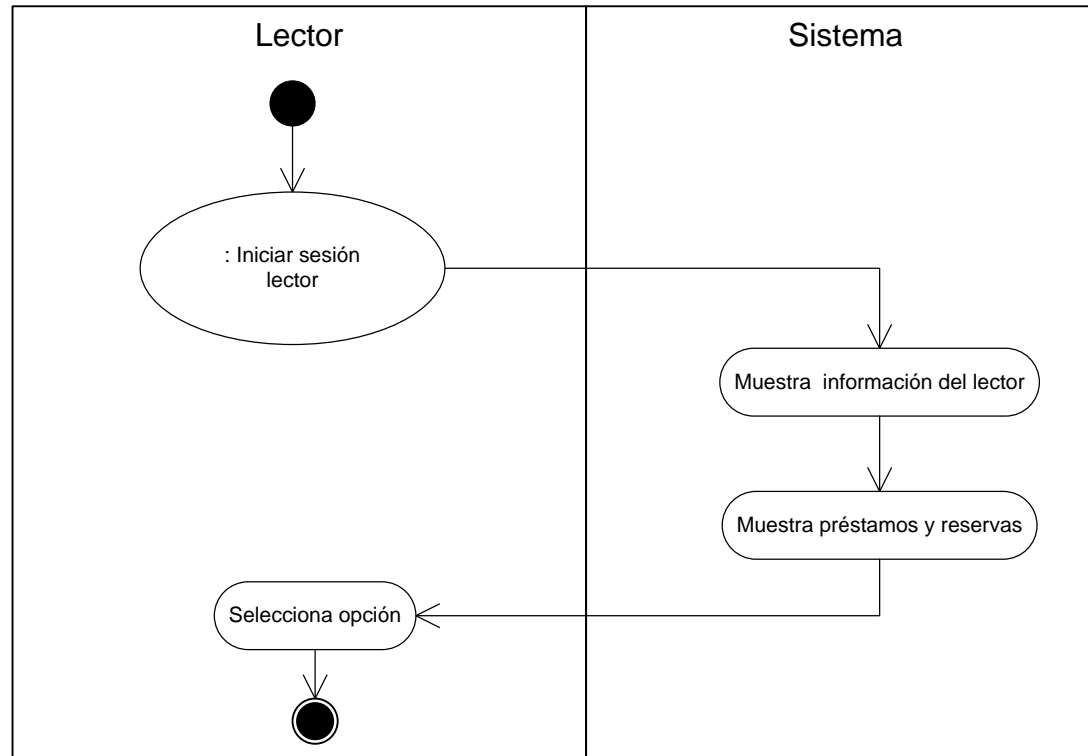 Lector
Sistema
: Iniciar sesión
lector
Muestra información del lector
Muestra préstamos y reservas
Selecciona opción